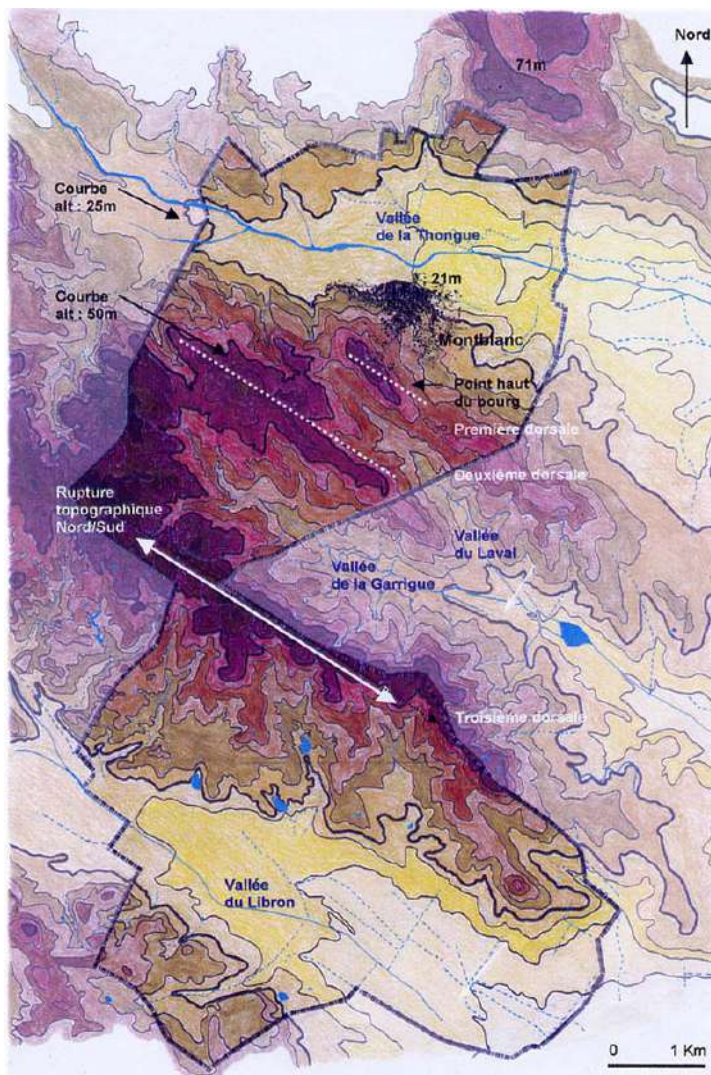 Nord
71m
Courbe
alt : 25m
Vallée
de la Thongue
21m
Courbe
alt : 50m
Montblanc
Point haut
du bourg
Première dorsale
Deuxième dorsale
Rupture
topographique
Nord/Sud
Vallée
du Laval
Vallée
de la Garrigue
Troisième dorsale
Vallée
du Libron
0 1 Km